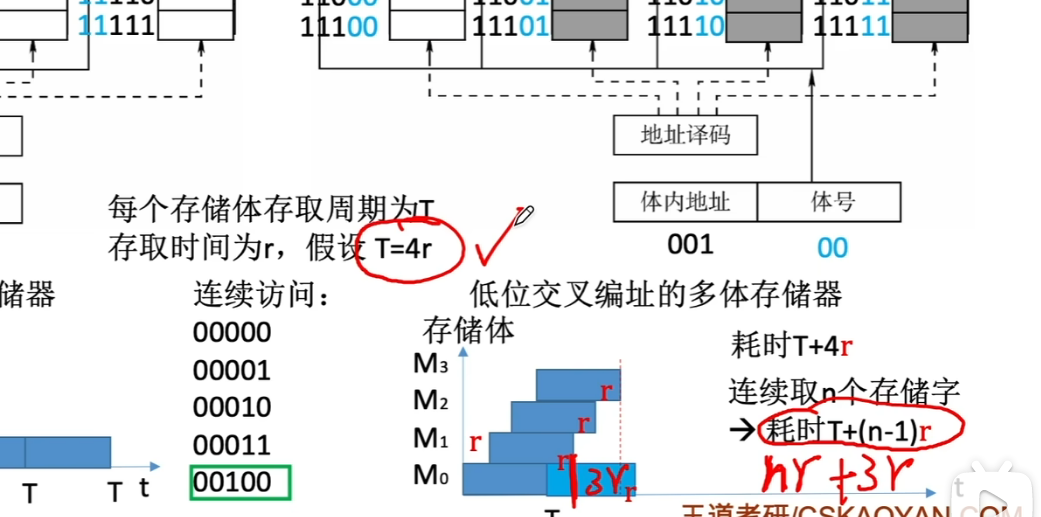 11111
11100
11101
11110
11111
地址译码
体内地址 体号
001 00
每个存储体存取周期为T
存取时间为r，假设 T=4r
储器
连续访问：
低位交叉编址的多体存储器
00000
00001
00010
00011
00100
存储体
M3
M2
M1
M0
r
r
r
r
3r
r
T T t
耗时T+4r
连续取n个存储字
→ 耗时T+(n-1)r
nr+3r
t
T
王道考研/CSKAOYAN.COM